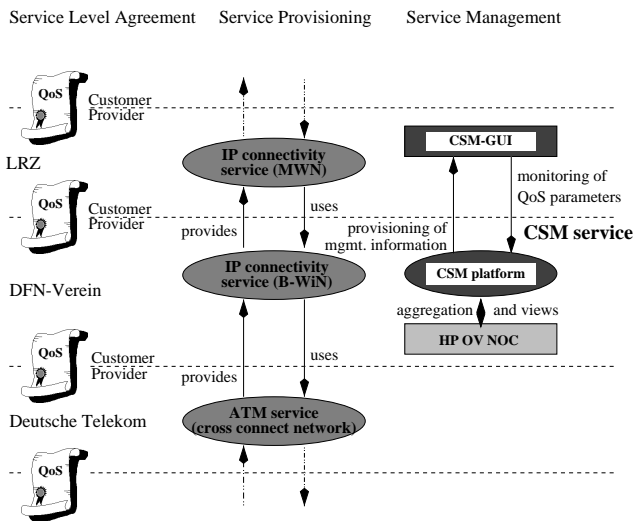 Service Level Agreement
Service Provisioning
Service Management
QoS
Customer
Provider
IP connectivity
service (MWN)
CSM-GUI
LRZ
monitoring of
QoS parameters
QoS
Customer
Provider
provides
uses
provisioning of
mgmt. information
CSM service
IP connectivity
service (B-WiN)
CSM platform
DFN-Verein
aggregation
and views
HP OV NOC
QoS
Customer
Provider
provides
uses
ATM service
(cross connect network)
Deutsche Telekom
QoS